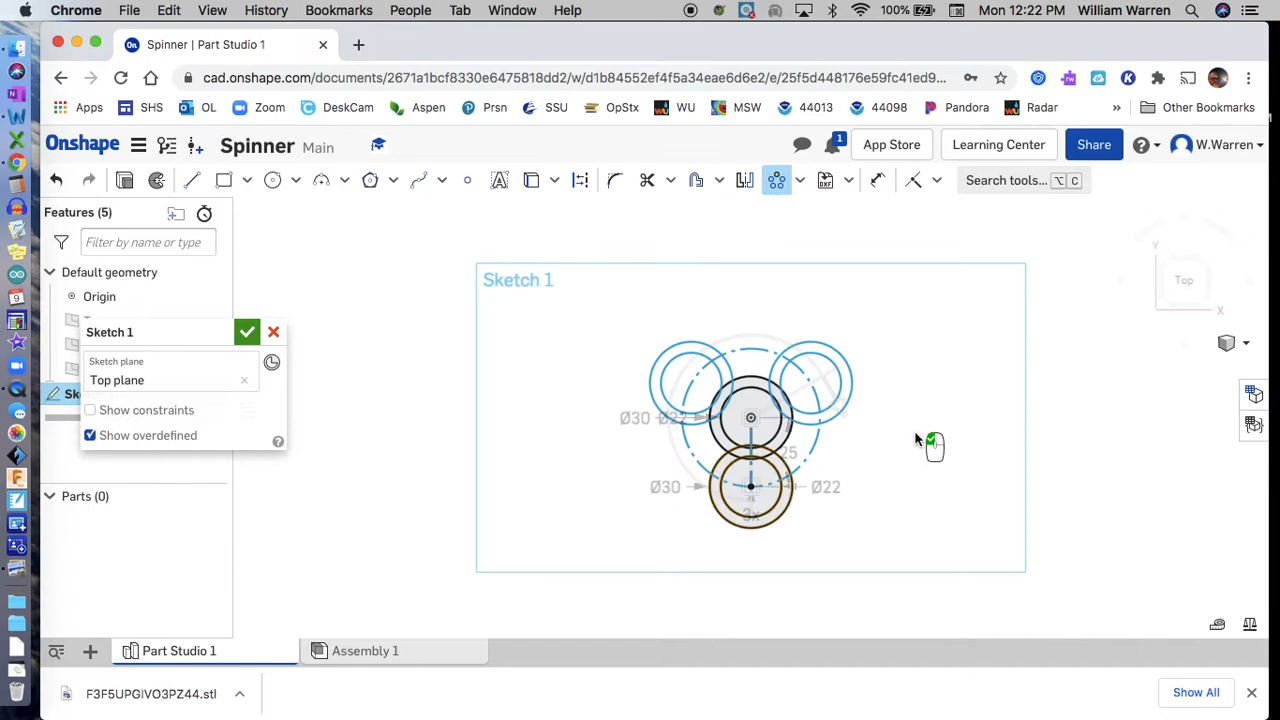 Chrome File Edit View History Bookmarks People Tab Window Help 100% Mon 12:22 PM William Warren
Spinner | Part Studio 1
cad.onshape.com/documents/2671a1bcf8330e6475818dd2/w/d1b84552ef4f5a34eae6d6e2/e/25f5d448176e59fc41ed9...
Apps SHS OL Zoom DeskCam Aspen Prsn SSU OpStx WU MSW 44013 44098 Pandora Radar » Other Bookmarks
Onshape Spinner Main 1 App Store Learning Center Share W.Warren
Search tools... C
Features (5)
Filter by name or type
Default geometry
Origin
Sketch 1
Sketch plane
Top plane
Show constraints
Show overdefined
Parts (0)
Sketch 1
Ø30 Ø22
25
Ø30 Ø22
3x
Y
Top
X
Part Studio 1 Assembly 1
F3F5UPGIVO3PZ44.stl Show All